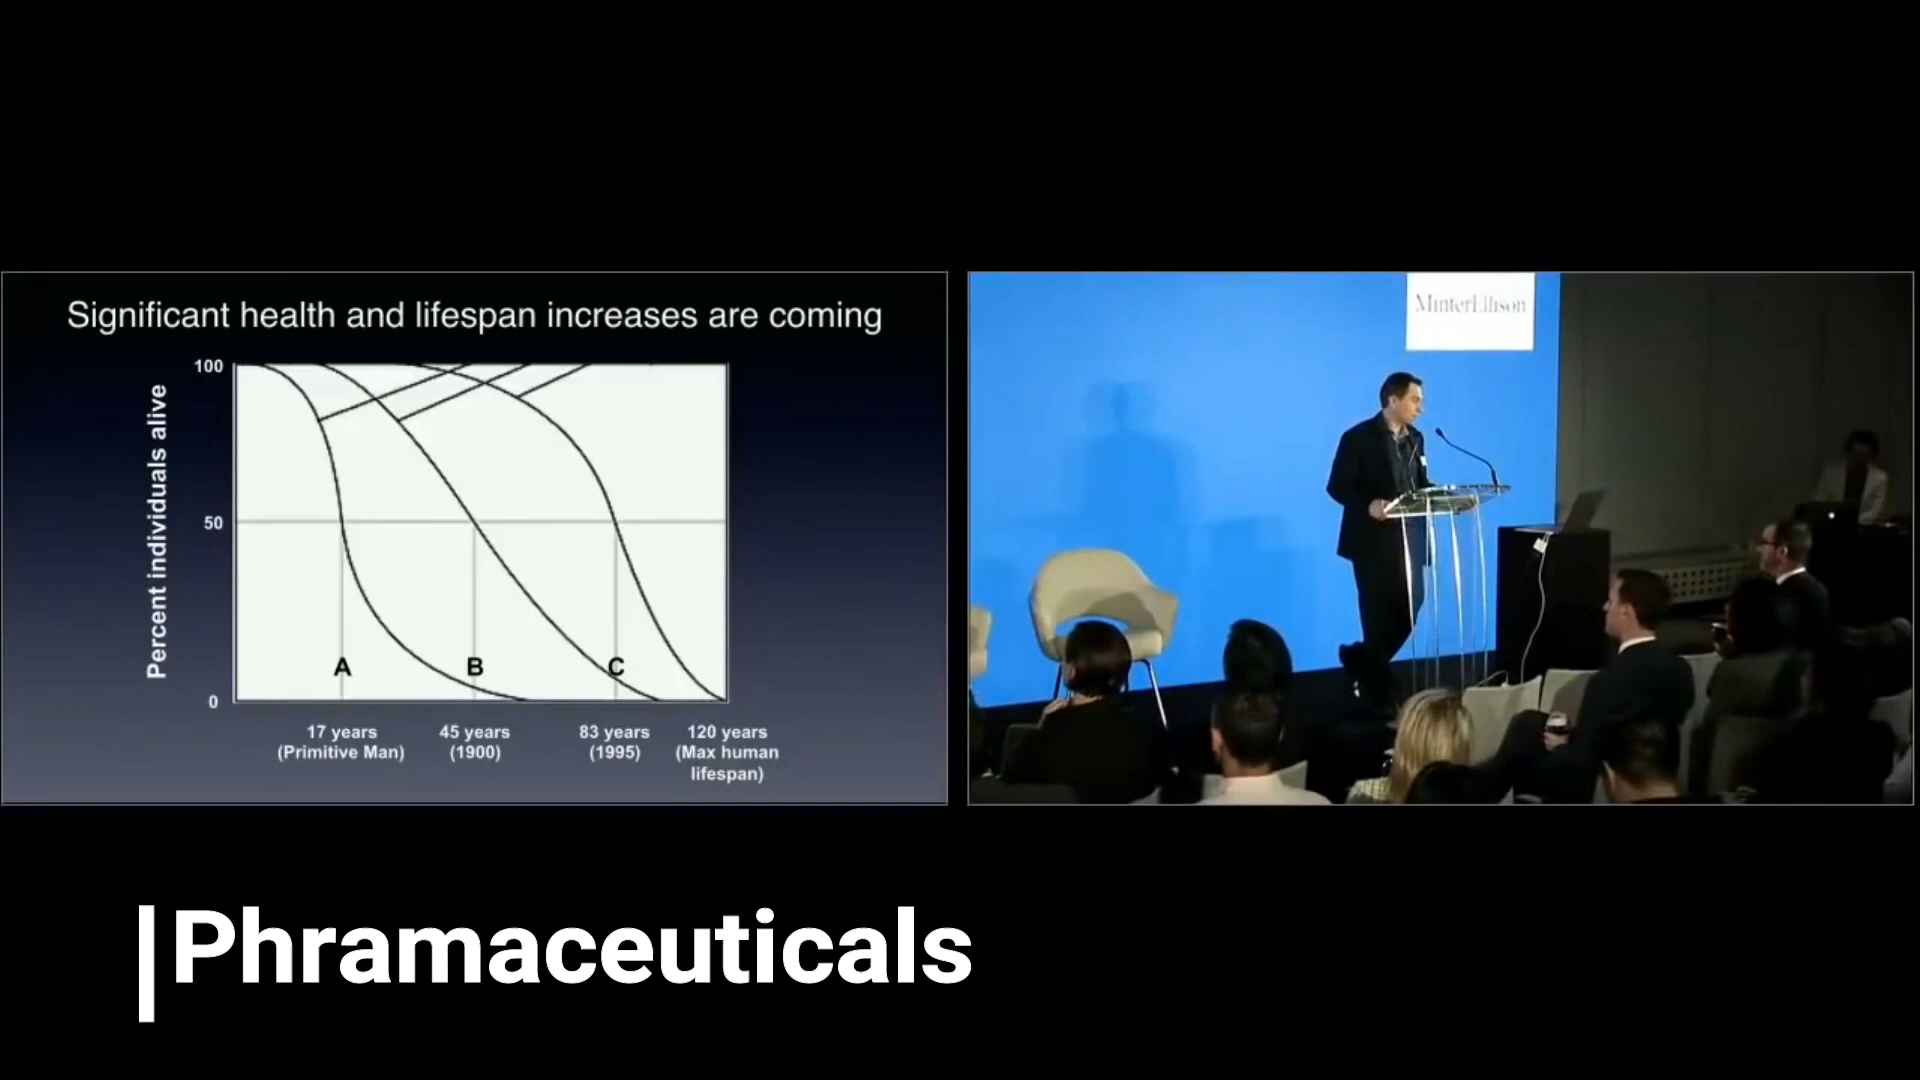 Significant health and lifespan increases are coming
MinterEllison
100
Percent individuals alive
50
A
B
C
0
17 years
(Primitive Man)
45 years
(1900)
83 years
(1995)
120 years
(Max human
lifespan)
Phramaceuticals